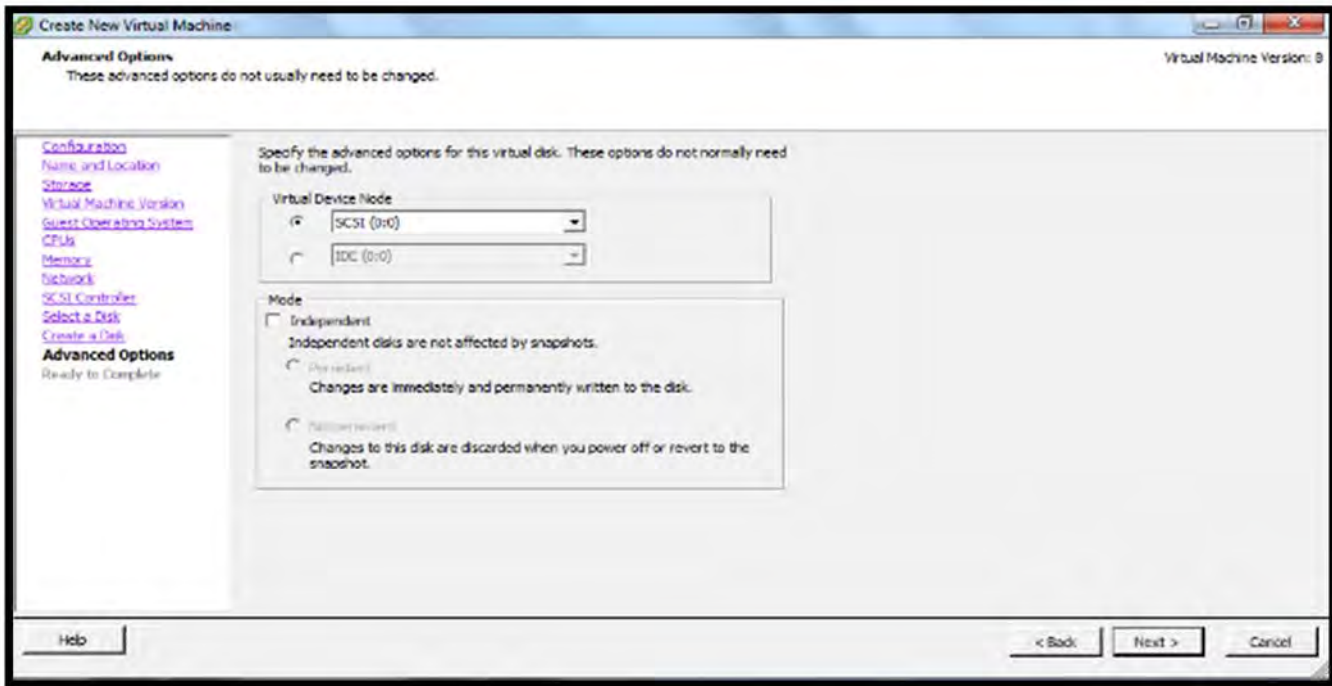 Create New Virtual Machine
Advanced Options
These advanced options do not usually need to be changed.
Virtual Machine Version: 8
Configuration
Name and Location
Storage
Virtual Machine Version
Guest Operating System
CPUs
Memory
Network
SCSI Controller
Select a Disk
Create a Disk
Advanced Options
Ready to Complete
Specify the advanced options for this virtual disk. These options do not normally need
to be changed.
Virtual Device Node
SCSI (0:0)
(0:0)
Mode
Independent
Independent disks are not affected by snapshots.
Persistent
Changes are immediately and permanently written to the disk.
Nonpersistent
Changes to this disk are discarded when you power off or revert to the
snapshot.
Help
< Back
Next >
Cancel